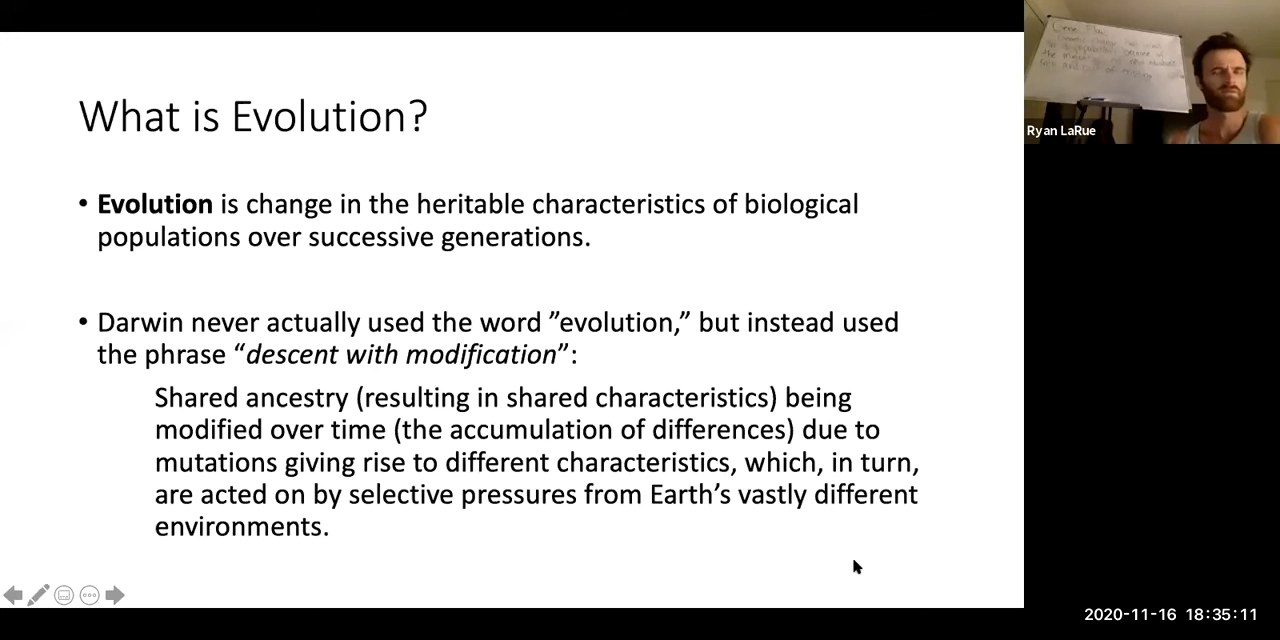 What is Evolution?
• Evolution is change in the heritable characteristics of biological
populations over successive generations.
• Darwin never actually used the word ”evolution,” but instead used
the phrase “descent with modification”:
Shared ancestry (resulting in shared characteristics) being
modified over time (the accumulation of differences) due to
mutations giving rise to different characteristics, which, in turn,
are acted on by selective pressures from Earth’s vastly different
environments.
Gene Flow
Ryan LaRue
2020-11-16 18:35:11